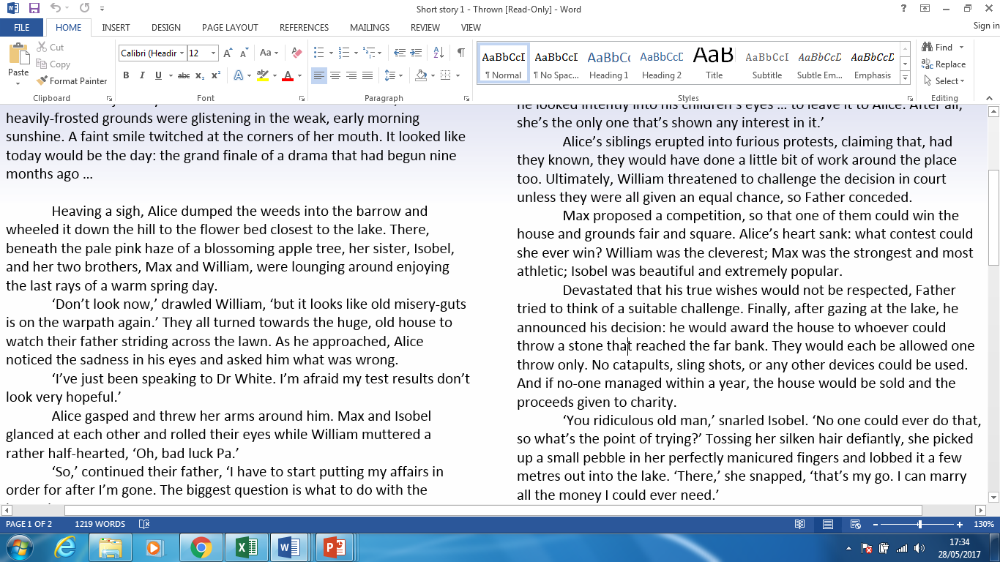 Short story 1 - Thrown [Read-Only] - Word
Sign in
FILE HOME INSERT DESIGN PAGE LAYOUT REFERENCES MAILINGS REVIEW VIEW
Paste
Cut
Copy
Format Painter
Clipboard
Calibri (Headir 12
Font
Paragraph
AaBbCcI AaBbCcI AaBbCc AaBbCcD AaB AaBbCcI AaBbCcD AaBbCcD
¶ Normal ¶ No Spac... Heading 1 Heading 2 Title Subtitle Subtle Em... Emphasis
Styles
Find
Replace
Select
Editing
heavily-frosted grounds were glistening in the weak, early morning
sunshine. A faint smile twitched at the corners of her mouth. It looked like
today would be the day: the grand finale of a drama that had begun nine
months ago …
Heaving a sigh, Alice dumped the weeds into the barrow and
wheeled it down the hill to the flower bed closest to the lake. There,
beneath the pale pink haze of a blossoming apple tree, her sister, Isobel,
and her two brothers, Max and William, were lounging around enjoying
the last rays of a warm spring day.
‘Don’t look now,’ drawled William, ‘but it looks like old misery-guts
is on the warpath again.’ They all turned towards the huge, old house to
watch their father striding across the lawn. As he approached, Alice
noticed the sadness in his eyes and asked him what was wrong.
‘I’ve just been speaking to Dr White. I’m afraid my test results don’t
look very hopeful.’
Alice gasped and threw her arms around him. Max and Isobel
glanced at each other and rolled their eyes while William muttered a
rather half-hearted, ‘Oh, bad luck Pa.’
‘So,’ continued their father, ‘I have to start putting my affairs in
order for after I’m gone. The biggest question is what to do with the
he looked intently into his children’s eyes … to leave it to Alice. After all,
she’s the only one that’s shown any interest in it.’
Alice’s siblings erupted into furious protests, claiming that, had
they known, they would have done a little bit of work around the place
too. Ultimately, William threatened to challenge the decision in court
unless they were all given an equal chance, so Father conceded.
Max proposed a competition, so that one of them could win the
house and grounds fair and square. Alice’s heart sank: what contest could
she ever win? William was the cleverest; Max was the strongest and most
athletic; Isobel was beautiful and extremely popular.
Devastated that his true wishes would not be respected, Father
tried to think of a suitable challenge. Finally, after gazing at the lake, he
announced his decision: he would award the house to whoever could
throw a stone that reached the far bank. They would each be allowed one
throw only. No catapults, sling shots, or any other devices could be used.
And if no-one managed within a year, the house would be sold and the
proceeds given to charity.
‘You ridiculous old man,’ snarled Isobel. ‘No one could ever do that,
so what’s the point of trying?’ Tossing her silken hair defiantly, she picked
up a small pebble in her perfectly manicured fingers and lobbed it a few
metres out into the lake. ‘There,’ she snapped, ‘that’s my go. I can marry
all the money I could ever need.’
PAGE 1 OF 2 1219 WORDS 130%
17:34
28/05/2017